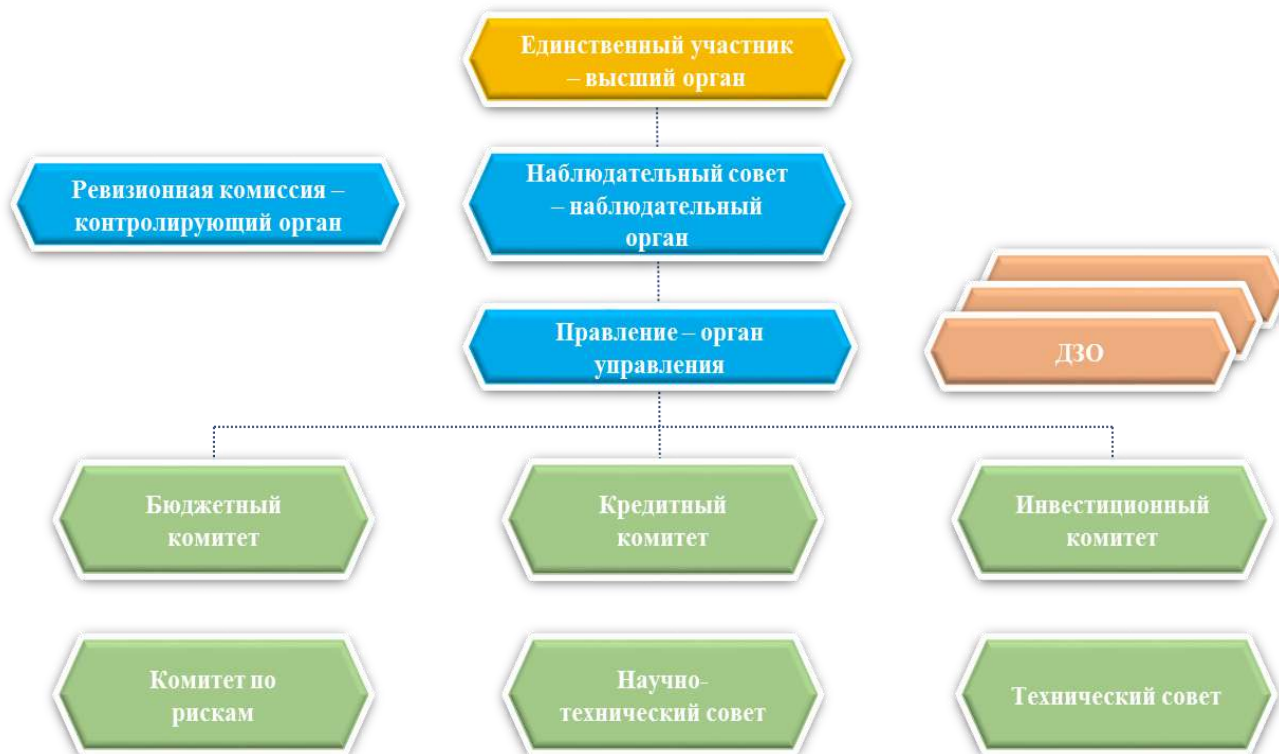 Единственный участник
– высший орган
Ревизионная комиссия –
контролирующий орган
Наблюдательный совет
– наблюдательный
орган
Правление – орган
управления
ДЗО
Бюджетный
комитет
Кредитный
комитет
Инвестиционный
комитет
Комитет по
рискам
Научно-
технический совет
Технический совет